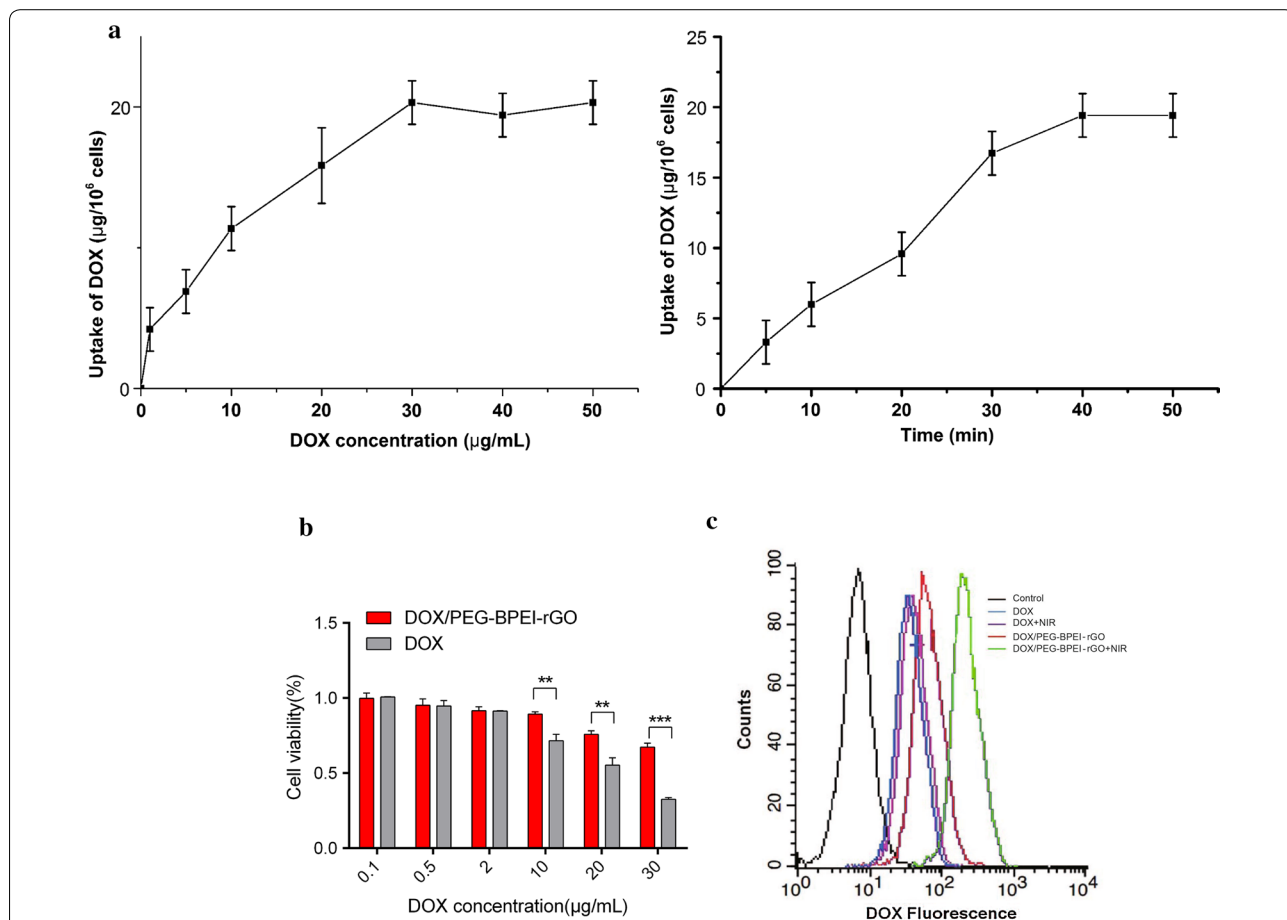 a
20
0
Uptake of DOX (μg/10⁶ cells)
0 10 20 30 40 50
DOX concentration (μg/mL)
25
20
15
10
5
0
Uptake of DOX (μg/10⁶ cells)
0 10 20 30 40 50
Time (min)
b
DOX/PEG-BPEI-rGO
DOX
1.5
1.0
0.5
0.0
Cell viability(%)
** ** ***
0.1 0.5 2 10 20 30
DOX concentration(μg/mL)
c
100
80
60
40
20
0
Counts
Control
DOX
DOX+NIR
DOX/PEG-BPEI-rGO
DOX/PEG-BPEI-rGO+NIR
10⁰ 10¹ 10² 10³ 10⁴
DOX Fluorescence